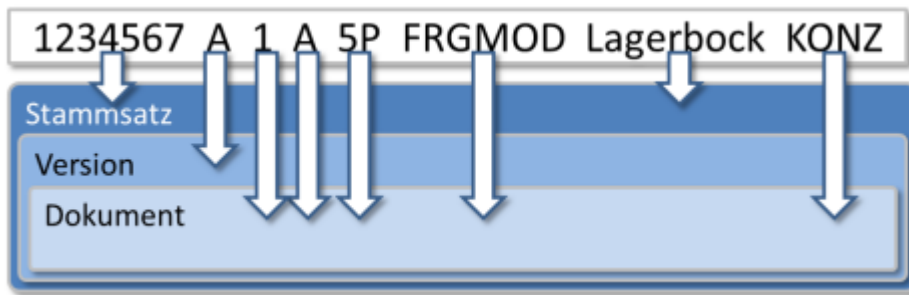 1234567 A 1 A 5P FRGMOD Lagerbock KONZ
Stammsatz
Version
Dokument